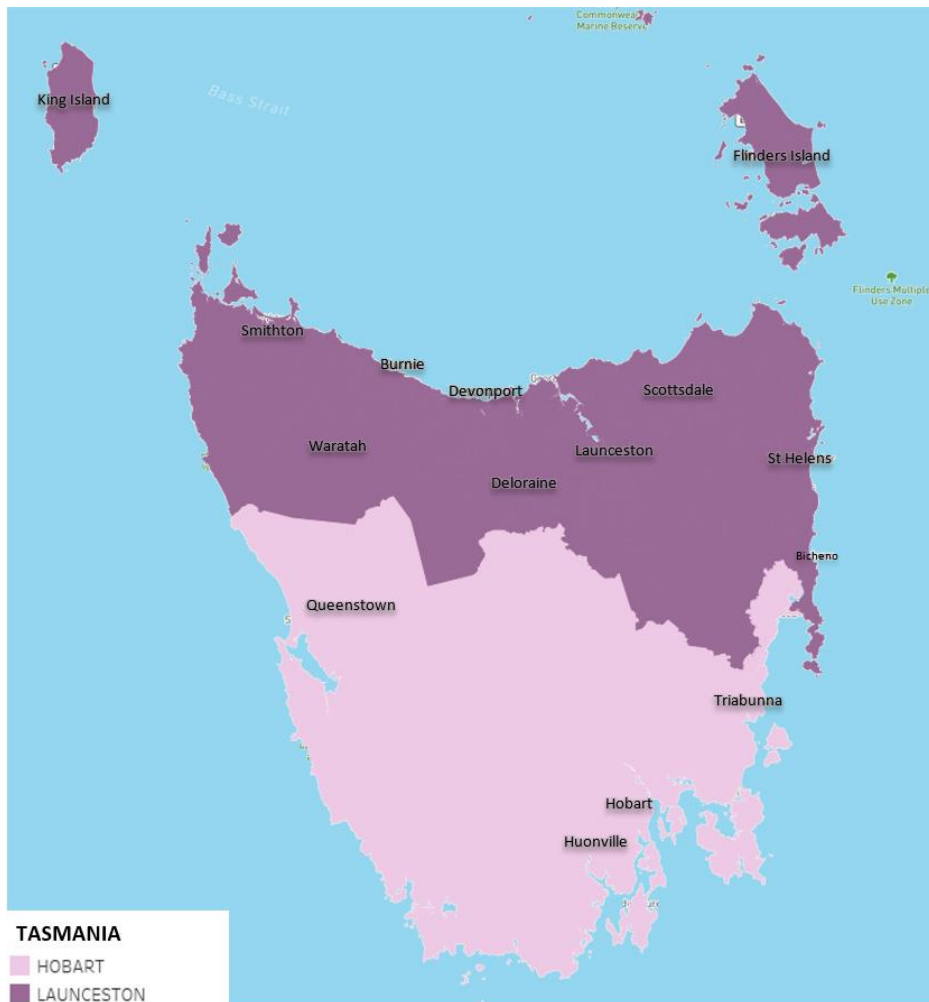 Commonwealth
Marine Reserve
King Island
Bass Strait
Flinders Island
Flinders Multiple
Use Zone
Smithton
Burnie
Devonport
Scottsdale
Waratah
Launceston
St Helens
Deloraine
Bicheno
Queenstown
Triabunna
Hobart
Huonville
TASMANIA
HOBART
LAUNCESTON